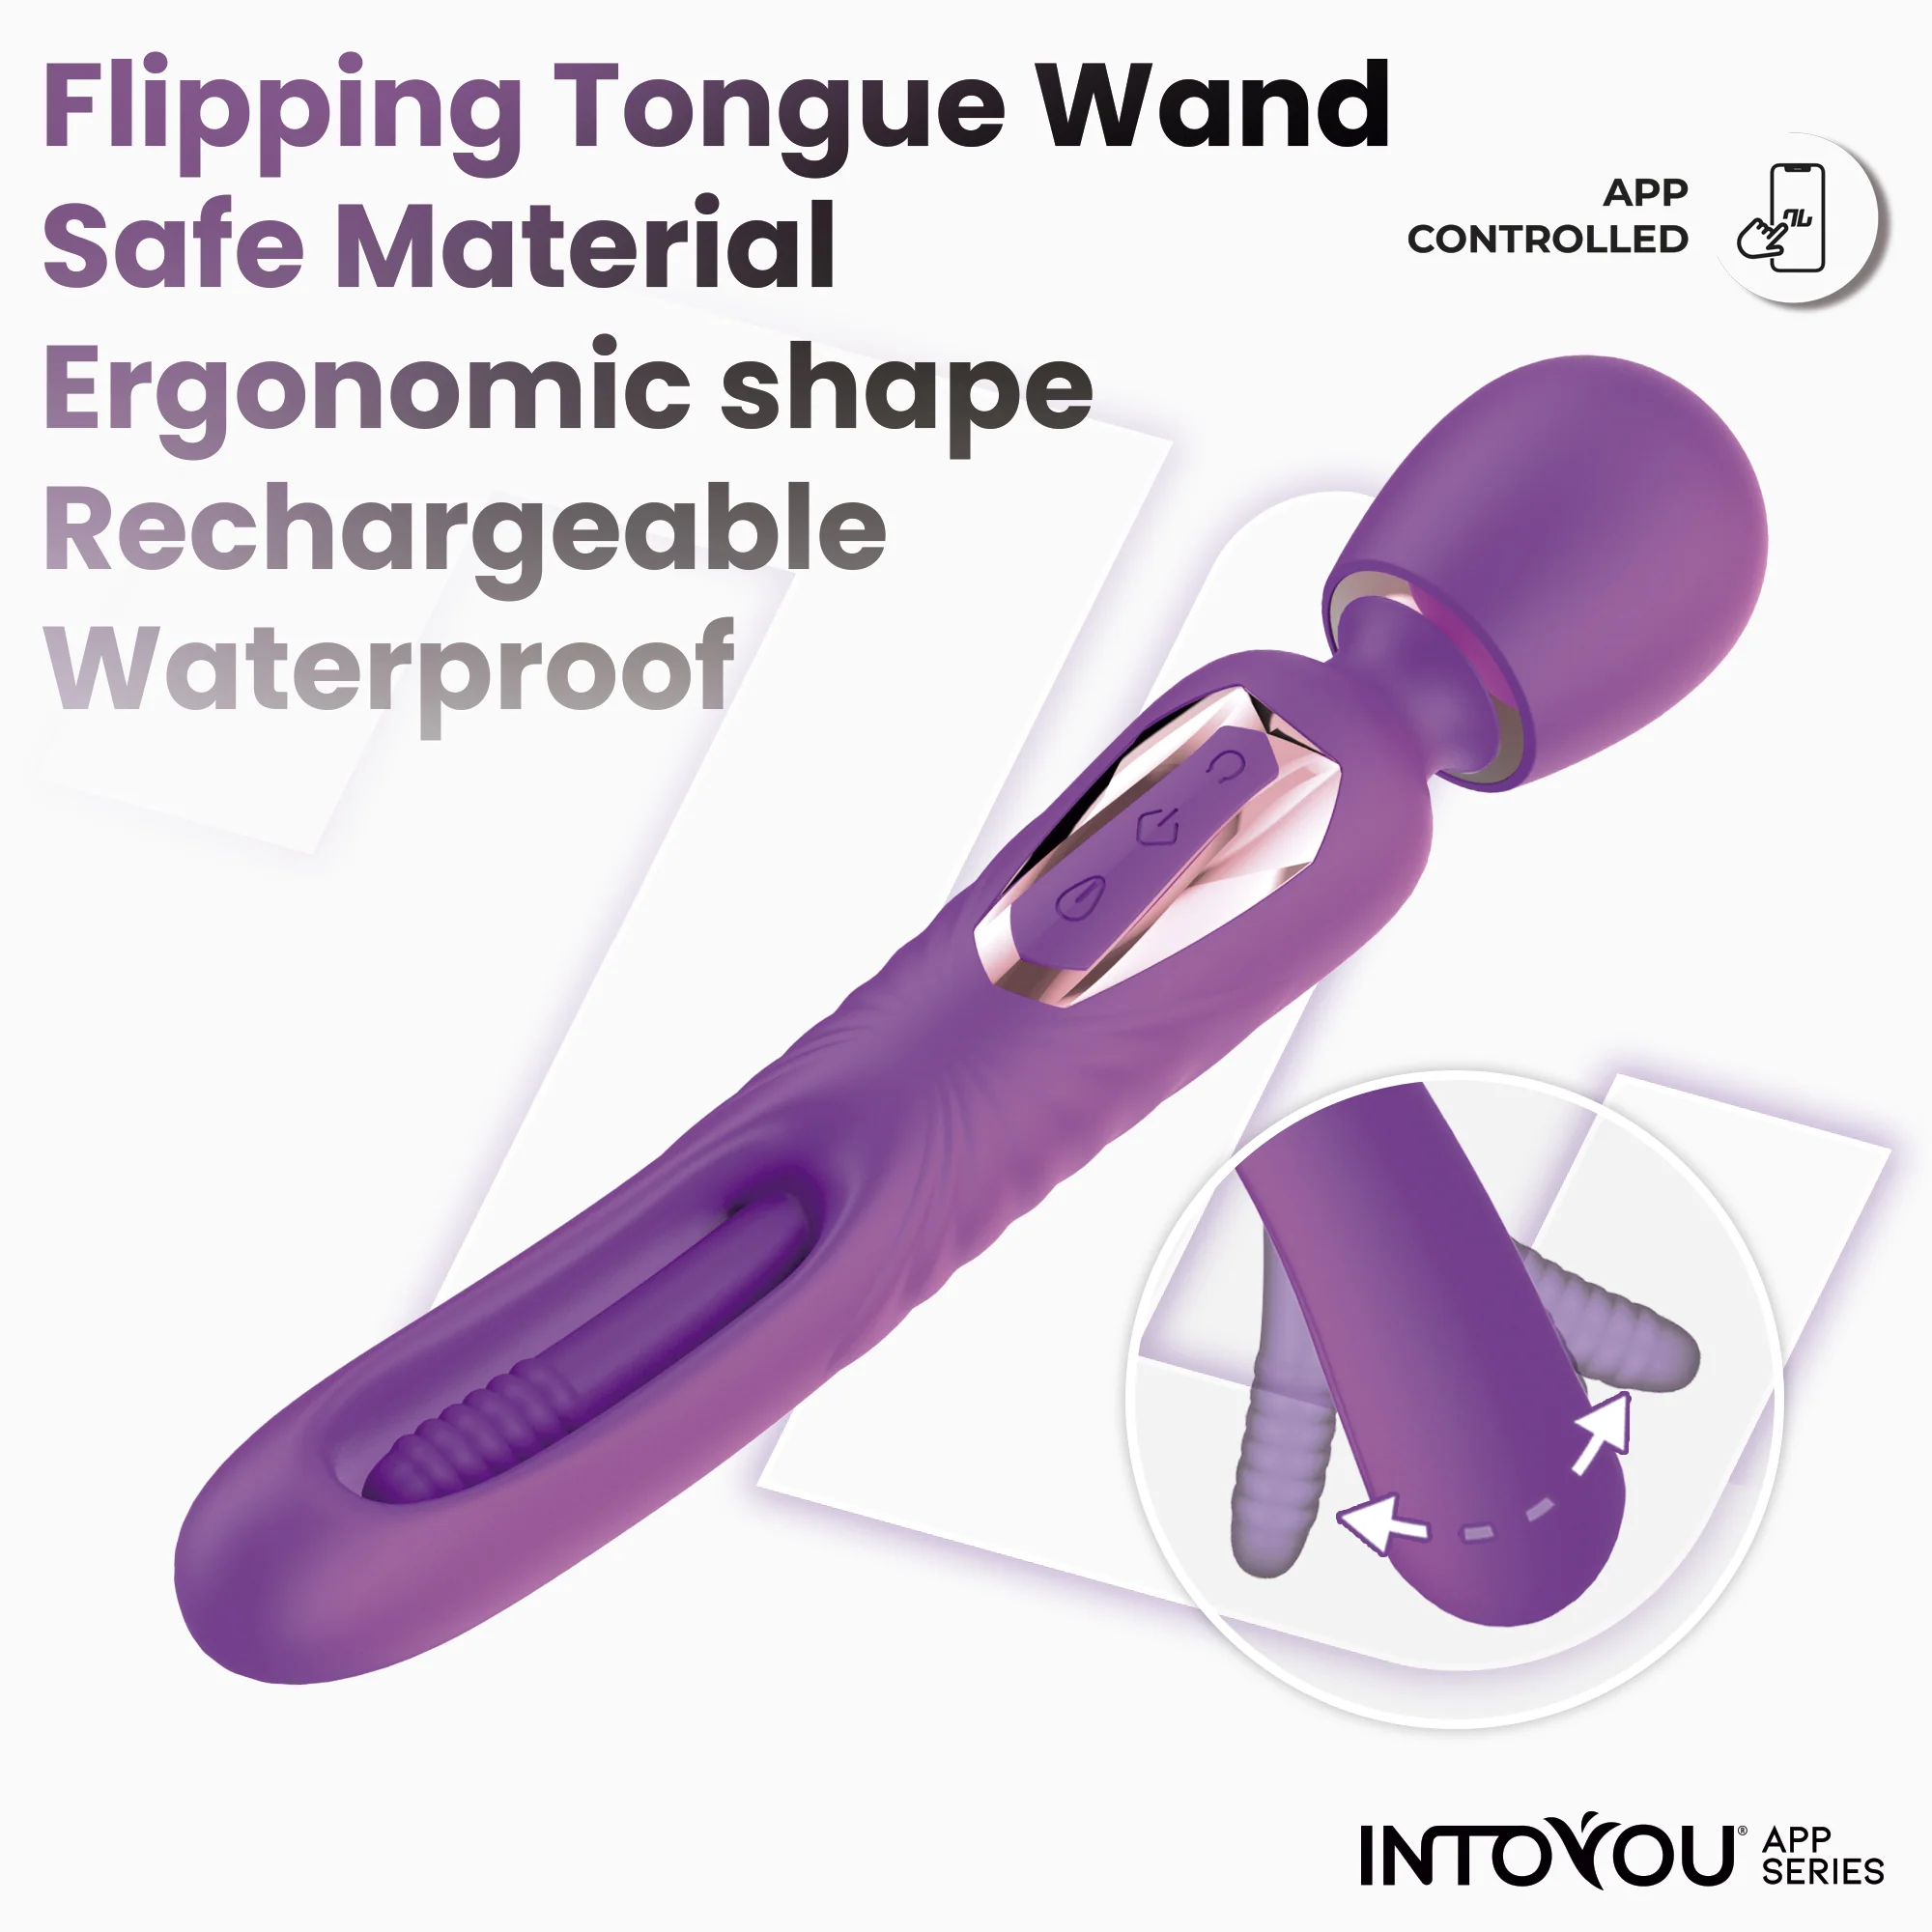 Flipping Tongue Wand
Safe Material
Ergonomic shape
Rechargeable
Waterproof
APP
CONTROLLED
INTOYOU® APP
SERIES